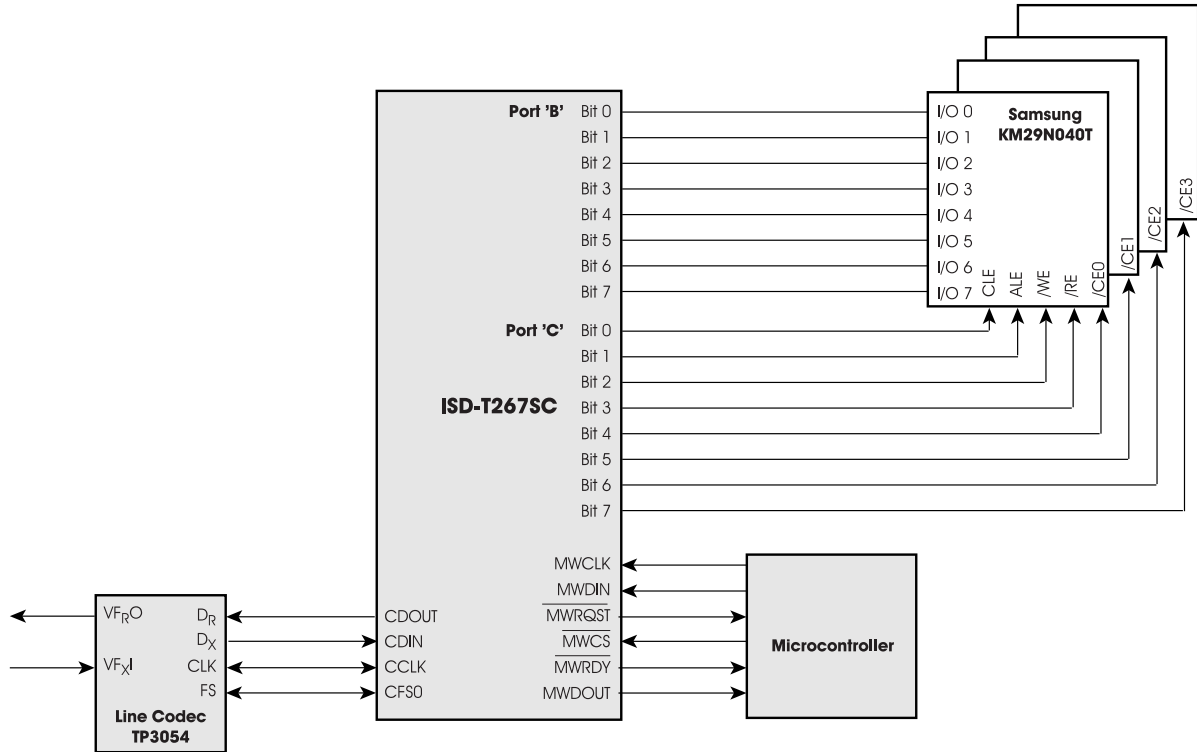 Port 'B' Bit 0
Bit 1
Bit 2
Bit 3
Bit 4
Bit 5
Bit 6
Bit 7
Port 'C' Bit 0
Bit 1
Bit 2
Bit 3
Bit 4
Bit 5
Bit 6
Bit 7
ISD-T267SC
I/O 0
I/O 1
I/O 2
I/O 3
I/O 4
I/O 5
I/O 6
I/O 7
Samsung
KM29N040T
CLE
ALE
/WE
/RE
/CE0
/CE1
/CE2
/CE3
MWCLK
MWDIN
MWRQST
MWCS
MWRDY
MWDOUT
Microcontroller
CDOUT
CDIN
CCLK
CFS0
VFRO
VFXI
DR
DX
CLK
FS
Line Codec
TP3054